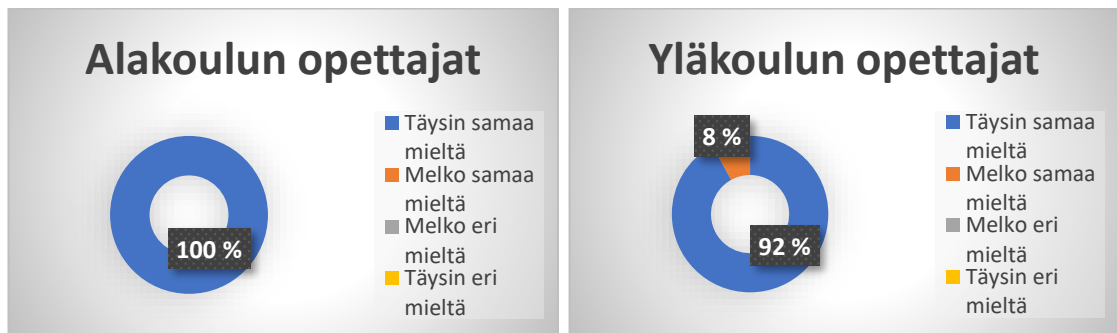 Alakoulun opettajat
100 %
Täysin samaa
mieltä
Melko samaa
mieltä
Melko eri
mieltä
Täysin eri
mieltä
Yläkoulun opettajat
8 %
92 %
Täysin samaa
mieltä
Melko samaa
mieltä
Melko eri
mieltä
Täysin eri
mieltä